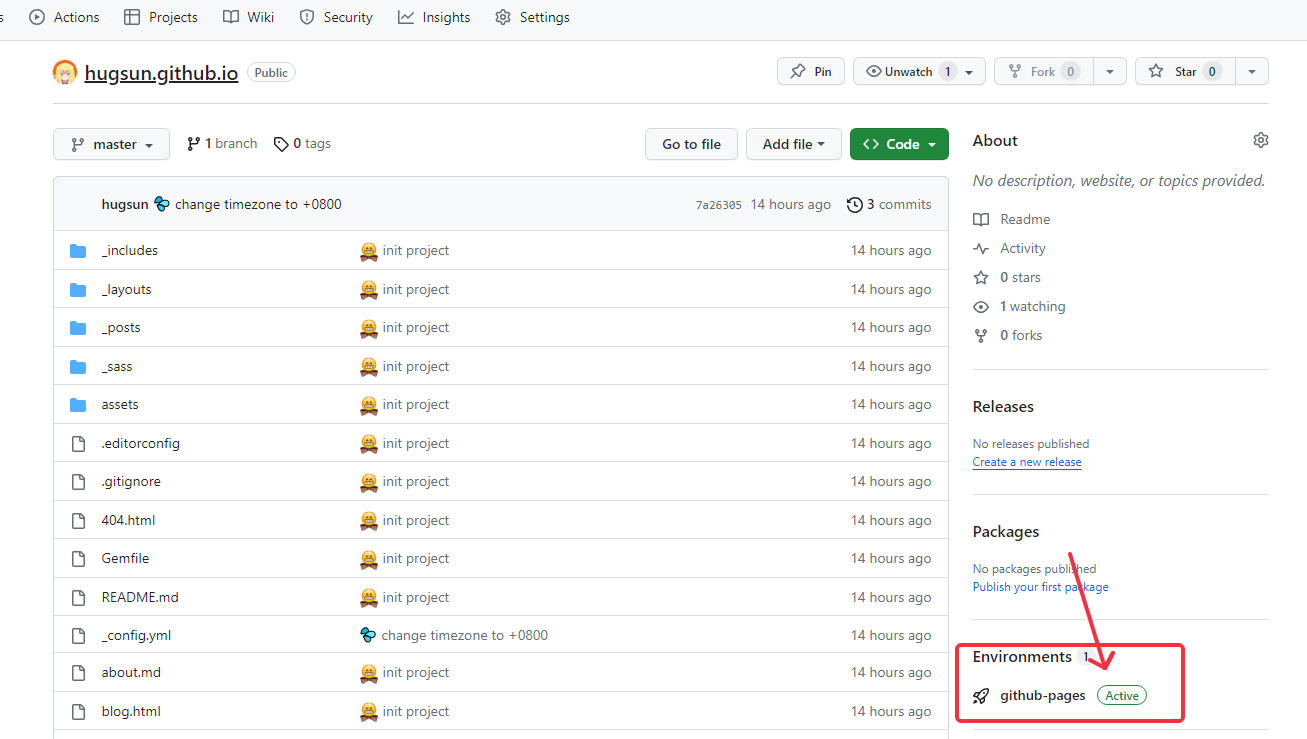 s Actions Projects Wiki Security Insights Settings
hugsun.github.io Public Pin Unwatch 1 Fork 0 Star 0
master 1 branch 0 tags Go to file Add file Code
hugsun change timezone to +0800 7a26305 14 hours ago 3 commits
_includes init project 14 hours ago
_layouts init project 14 hours ago
_posts init project 14 hours ago
_sass init project 14 hours ago
assets init project 14 hours ago
.editorconfig init project 14 hours ago
.gitignore init project 14 hours ago
404.html init project 14 hours ago
Gemfile init project 14 hours ago
README.md init project 14 hours ago
_config.yml change timezone to +0800 14 hours ago
about.md init project 14 hours ago
blog.html init project 14 hours ago
About
No description, website, or topics provided.
Readme
Activity
0 stars
1 watching
0 forks
Releases
No releases published
Create a new release
Packages
No packages published
Publish your first package
Environments 1
github-pages Active